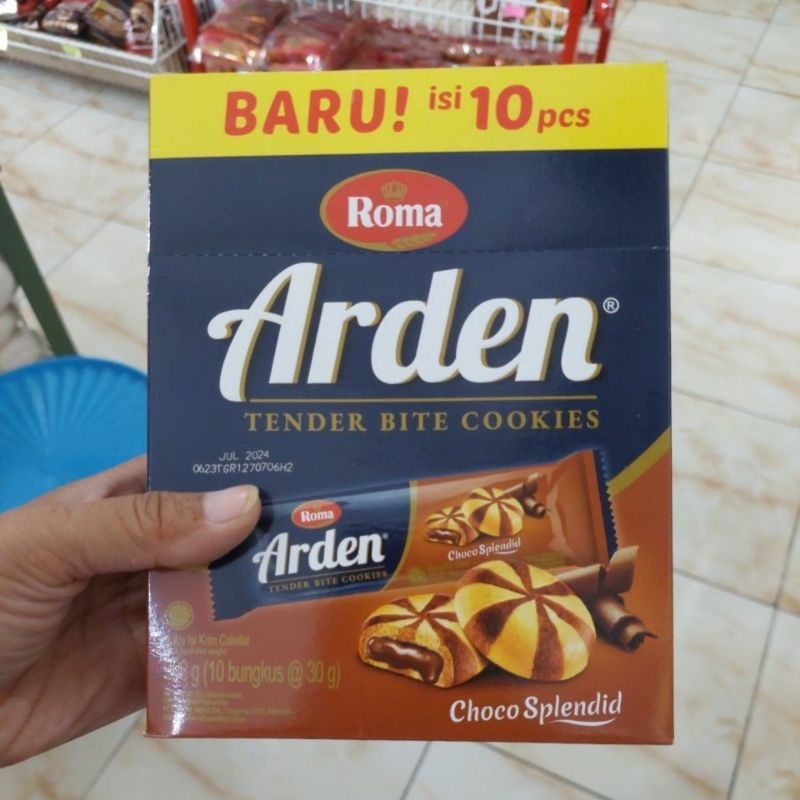 BARU! isi 10 pcs
Roma
Arden®
TENDER BITE COOKIES
JUL 2024
0623TGR1270706H2
Roma
Arden®
TENDER BITE COOKIES
Choco Splendid
Isi Krim Cokelat
g (10 bungkus @ 30 g)
Choco Splendid